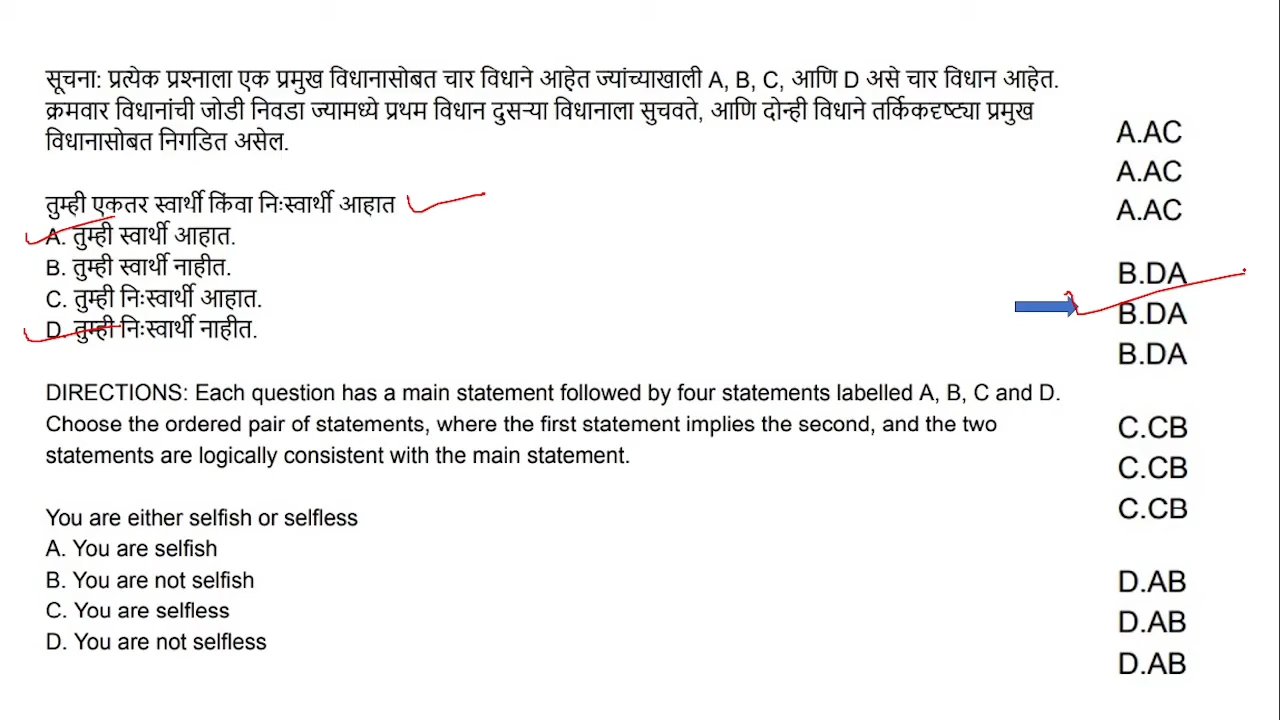 सूचना: प्रत्येक प्रश्नाला एक प्रमुख विधानासोबत चार विधाने आहेत ज्यांच्याखाली A, B, C, आणि D असे चार विधान आहेत.
क्रमवार विधानांची जोडी निवडा ज्यामध्ये प्रथम विधान दुसऱ्या विधानाला सुचवते, आणि दोन्ही विधाने तर्किकदृष्ट्या प्रमुख
विधानासोबत निगडित असेल.
तुम्ही एकतर स्वार्थी किंवा निःस्वार्थी आहात
A. तुम्ही स्वार्थी आहात.
B. तुम्ही स्वार्थी नाहीत.
C. तुम्ही निःस्वार्थी आहात.
D. तुम्ही निःस्वार्थी नाहीत.
DIRECTIONS: Each question has a main statement followed by four statements labelled A, B, C and D.
Choose the ordered pair of statements, where the first statement implies the second, and the two
statements are logically consistent with the main statement.
You are either selfish or selfless
A. You are selfish
B. You are not selfish
C. You are selfless
D. You are not selfless
A.AC
A.AC
A.AC
B.DA
B.DA
B.DA
C.CB
C.CB
C.CB
D.AB
D.AB
D.AB